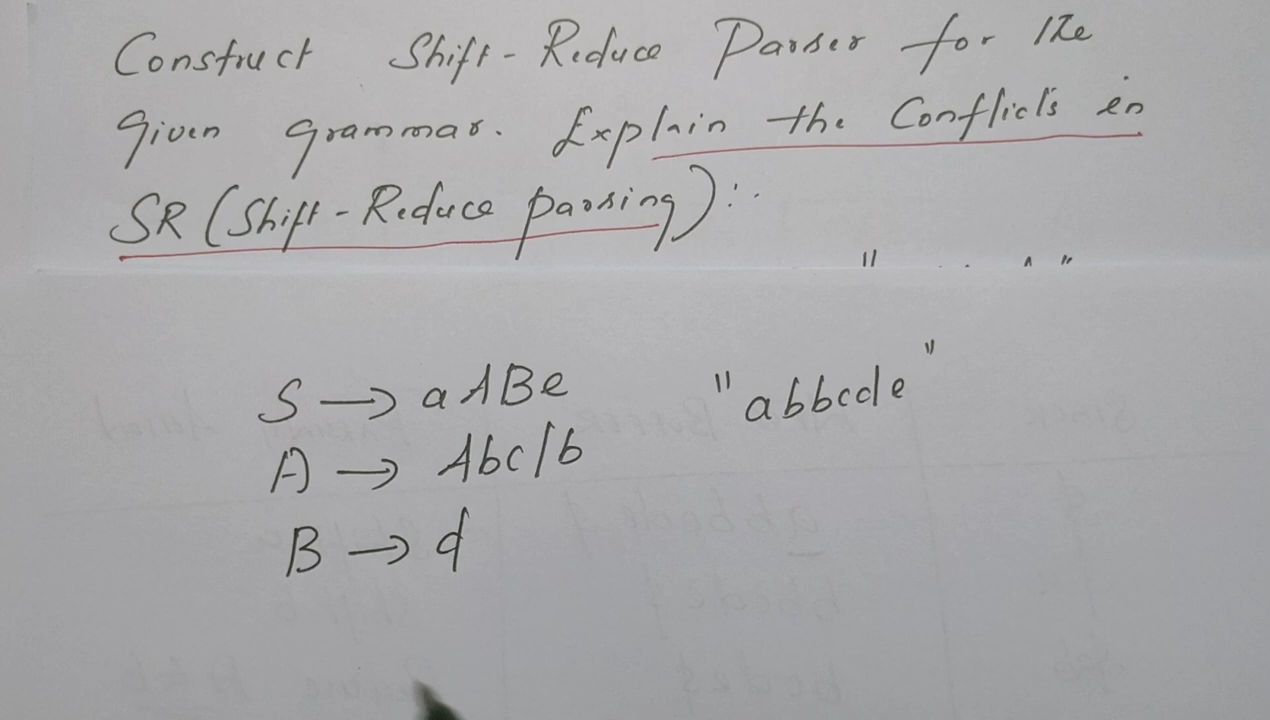 Construct Shift-Reduce Parser for the
given grammar. Explain the Conflicts in
SR (Shift-Reduce parsing):-
S → aABe "abbcde"
A → Abc/b
B → d